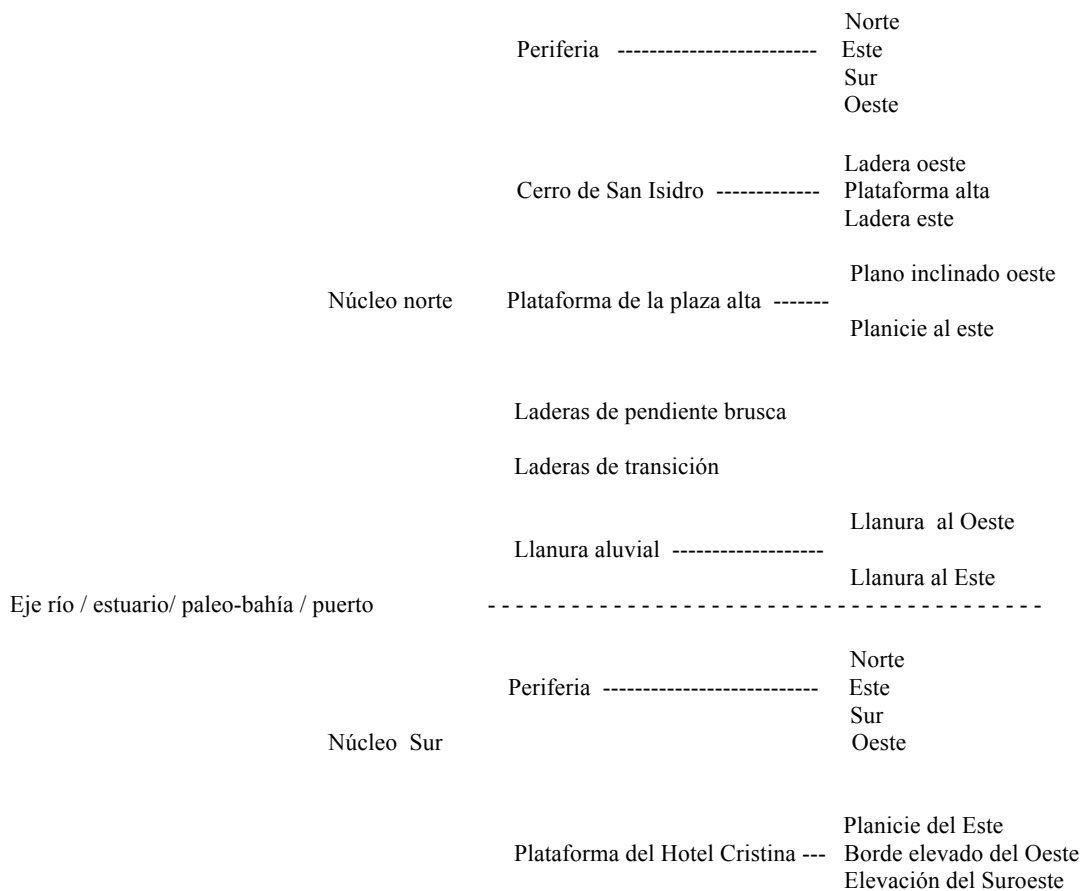 Norte
Periferia ------------------------- Este
Sur
Oeste
Ladera oeste
Cerro de San Isidro ------------- Plataforma alta
Ladera este
Plano inclinado oeste
Núcleo norte Plataforma de la plaza alta -------
Planicie al este
Laderas de pendiente brusca
Laderas de transición
Llanura al Oeste
Llanura aluvial -------------------
Llanura al Este
Eje río / estuario/ paleo-bahía / puerto - - - - - - - - - - - - - - - - - - - - - - - - - - - - - - - - - - - - - - - -
Norte
Periferia --------------------------- Este
Sur
Núcleo Sur Oeste
Planicie del Este
Plataforma del Hotel Cristina --- Borde elevado del Oeste
Elevación del Suroeste